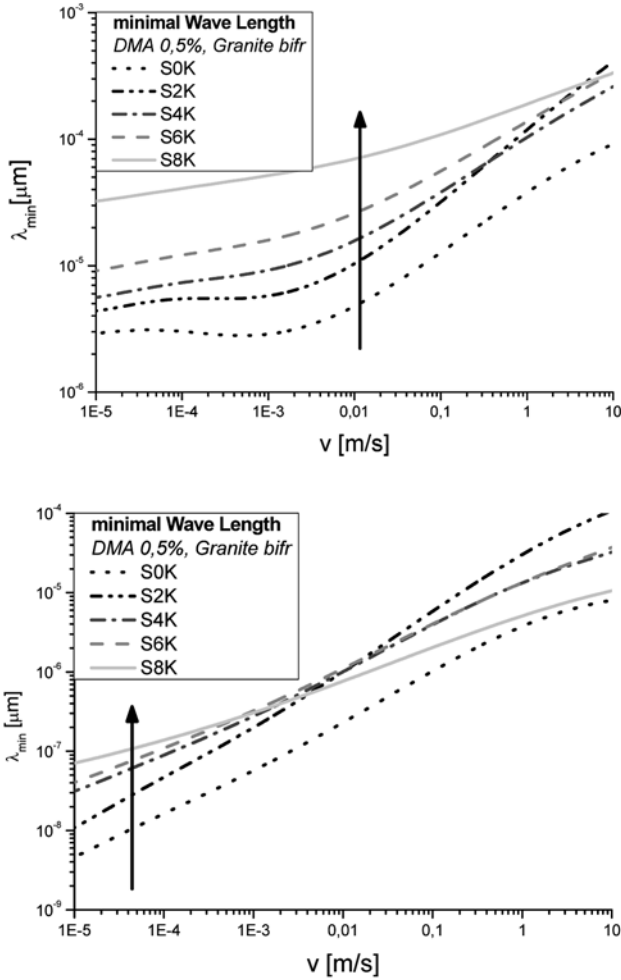 10⁻³
10⁻⁴
10⁻⁵
10⁻⁶
λmin[μm]
minimal Wave Length
DMA 0,5%, Granite bifr
S0K
S2K
S4K
S6K
S8K
1E-5 1E-4 1E-3 0,01 0,1 1 10
v [m/s]
10⁻⁴
10⁻⁵
10⁻⁶
10⁻⁷
10⁻⁸
10⁻⁹
λmin [μm]
minimal Wave Length
DMA 0,5%, Granite bifr
S0K
S2K
S4K
S6K
S8K
1E-5 1E-4 1E-3 0,01 0,1 1 10
v [m/s]